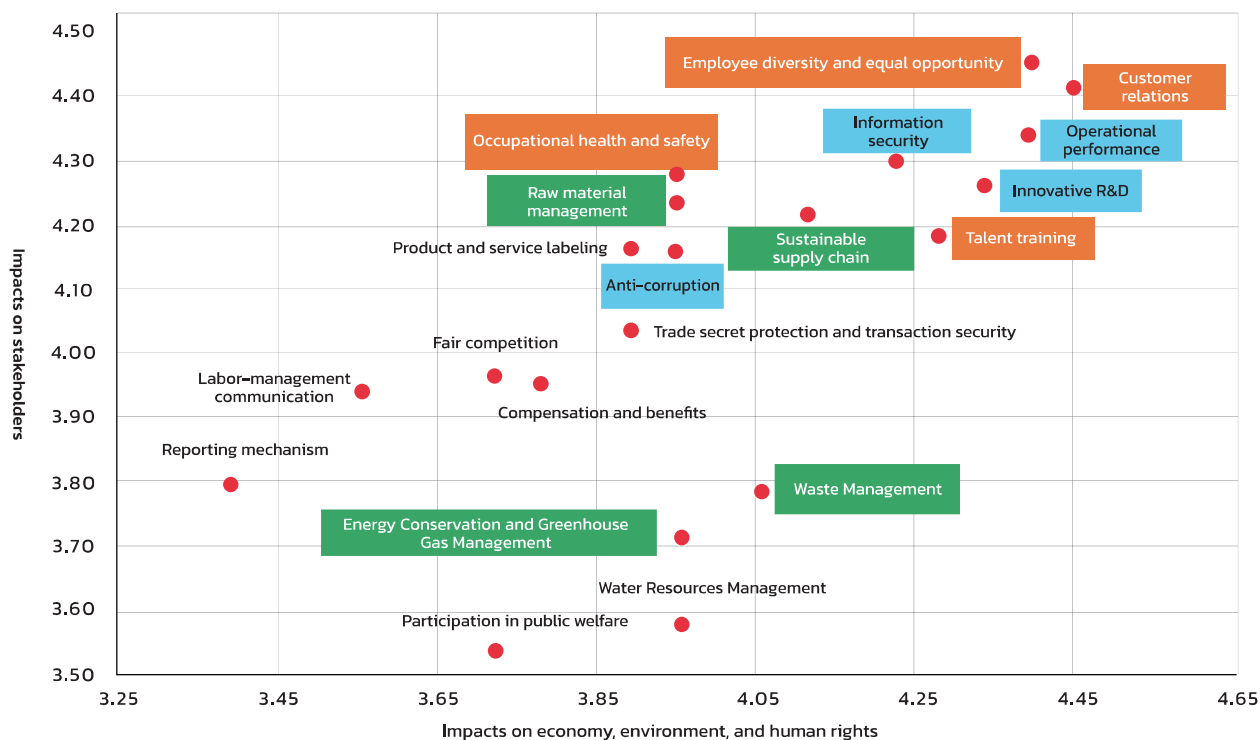 4.50
Employee diversity and equal opportunity
Customer
relations
4.40
Information
security
Operational
performance
Occupational health and safety
4.30
Raw material
management
Innovative R&D
4.20
Product and service labeling
Sustainable
supply chain
Talent training
4.10
Anti-corruption
Trade secret protection and transaction security
4.00
Fair competition
Labor-management
communication
Compensation and benefits
3.90
Reporting mechanism
3.80
Waste Management
Energy Conservation and Greenhouse
Gas Management
3.70
Water Resources Management
3.60
Participation in public welfare
3.50
Impacts on stakeholders
3.25 3.45 3.65 3.85 4.05 4.25 4.45 4.65
Impacts on economy, environment, and human rights